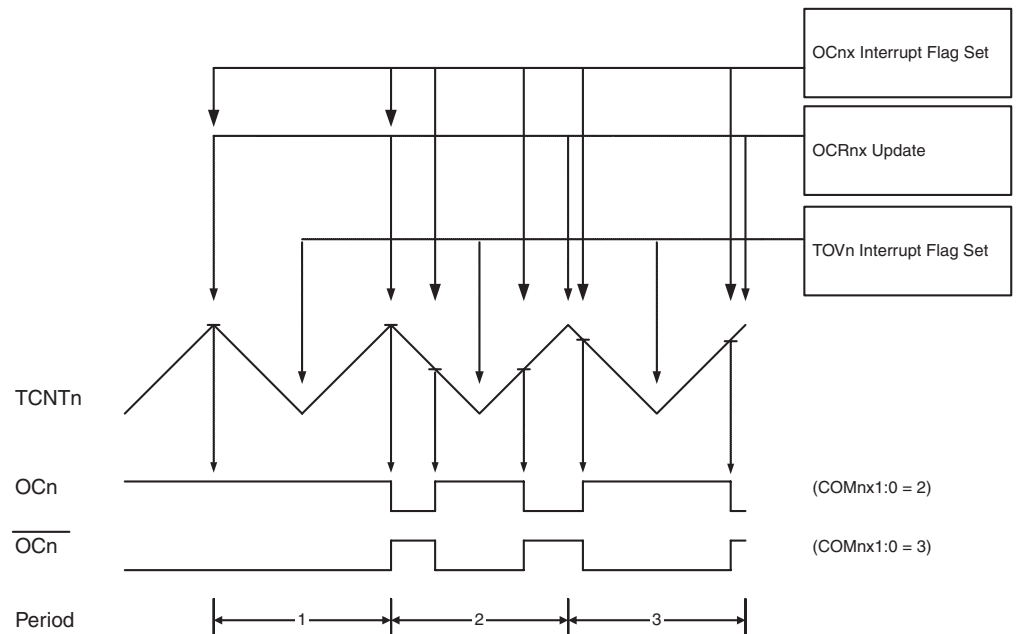 OCnx Interrupt Flag Set
OCRnx Update
TOVn Interrupt Flag Set
TCNTn
OCn
(COMnx1:0 = 2)
OCn
(COMnx1:0 = 3)
Period
1
2
3